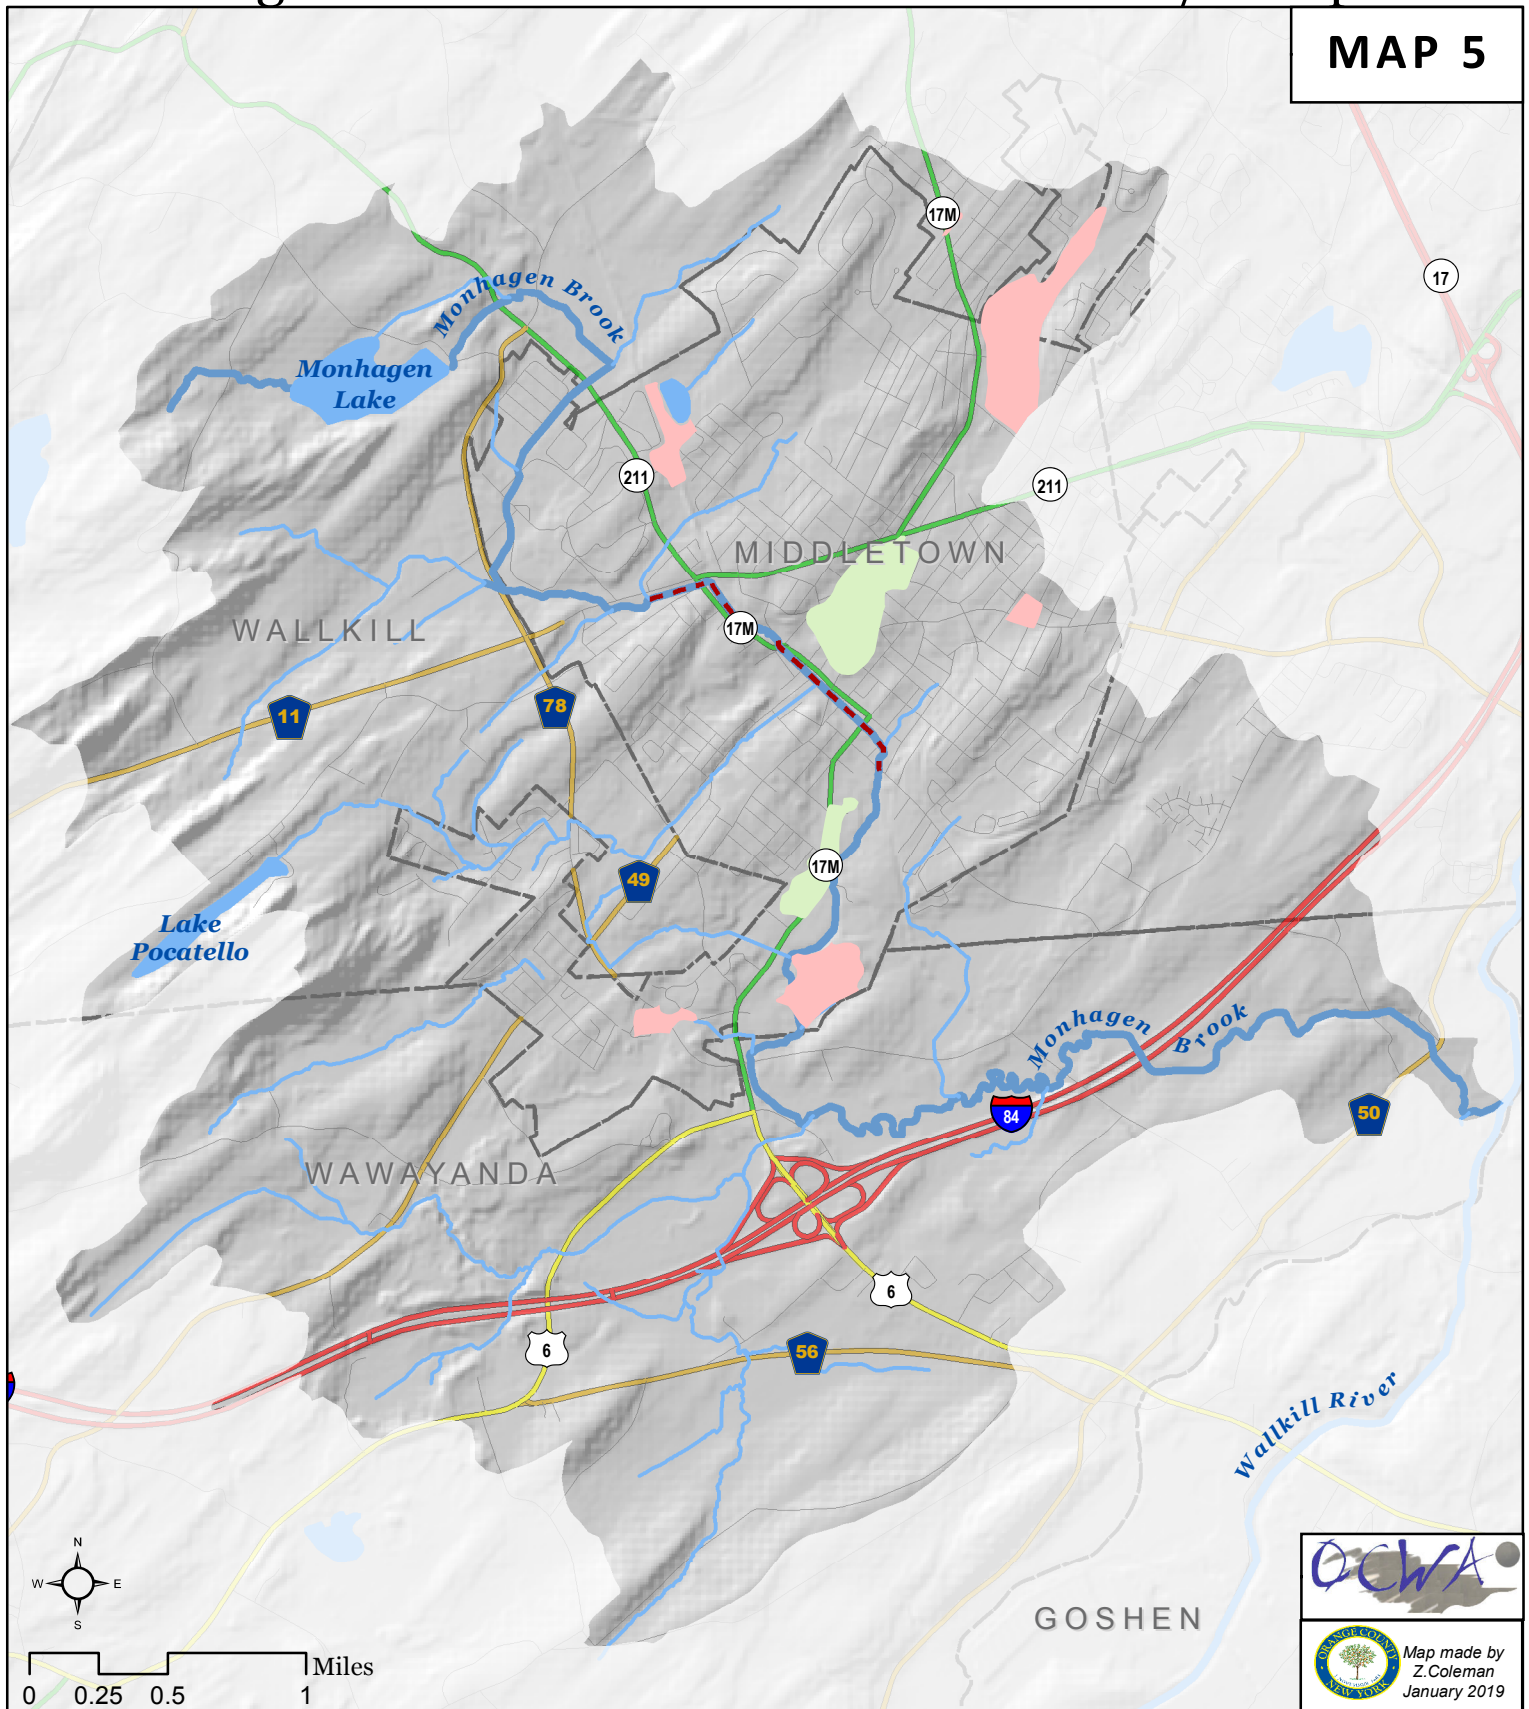 MAP 5
17M
17
Monhagen Brook
Monhagen
Lake
211
211
MIDDLETOWN
17M
WALLKILL
11
78
49
17M
Lake
Pocatello
Monhagen Brook
84
50
WAWAYANDA
6
6
56
Wallkill River
N
W E
S
GOSHEN
OCWA
ORANGE COUNTY
NEW YORK
Map made by
Z.Coleman
January 2019
Miles
0 0.25 0.5 1